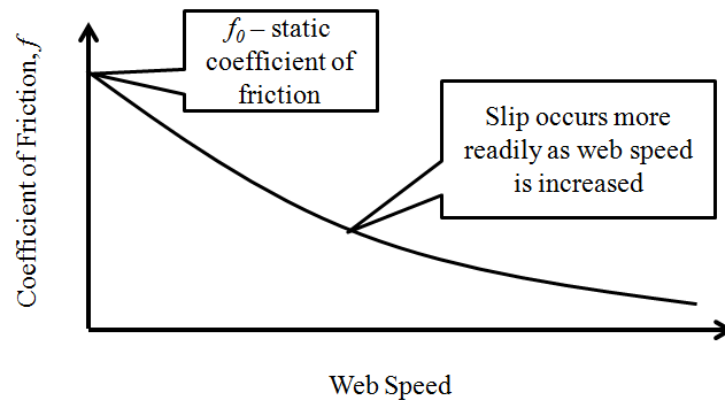 f0 – static
coefficient of
friction
Slip occurs more
readily as web speed
is increased
Coefficient of Friction, f
Web Speed